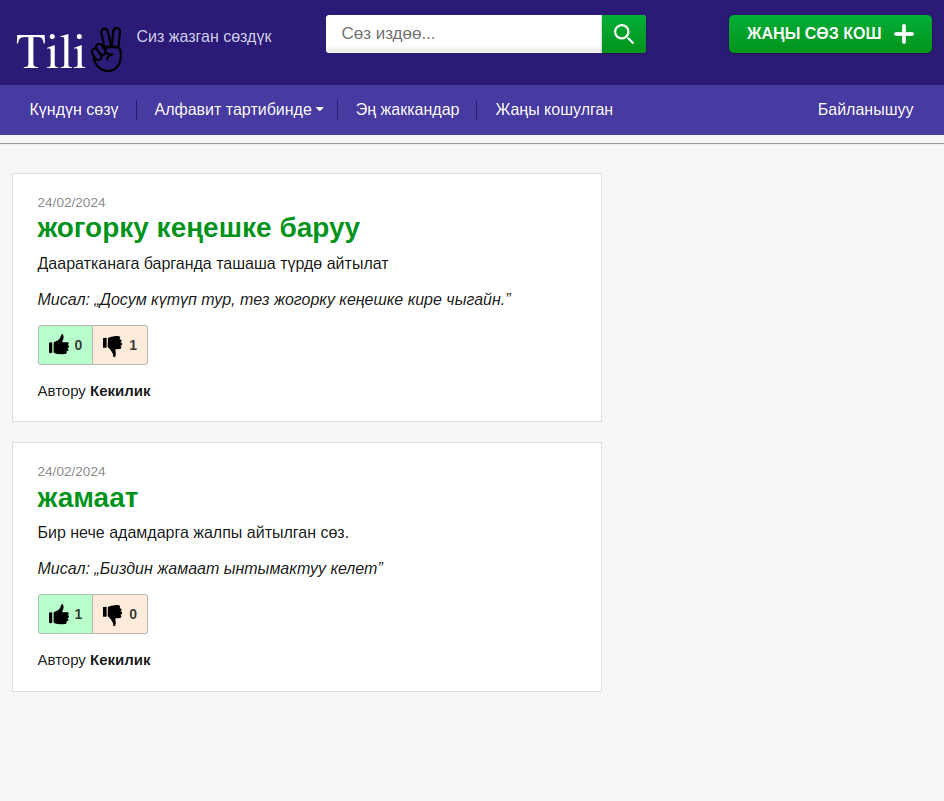 Tili
Сиз жазган сөздүк
Сөз издөө...
ЖАҢЫ СӨЗ КОШ
Күндүн сөзү
Алфавит тартибинде
Эң жаккандар
Жаңы кошулган
Байланышуу
24/02/2024
жогорку кеңешке баруу
Дааратканага барганда ташаша түрдө айтылат
Мисал: „Досум күтүп тур, тез жогорку кеңешке кире чыгайн.”
0 1
Автору Кекилик
24/02/2024
жамаат
Бир нече адамдарга жалпы айтылган сөз.
Мисал: „Биздин жамаат ынтымактуу келет”
1 0
Автору Кекилик